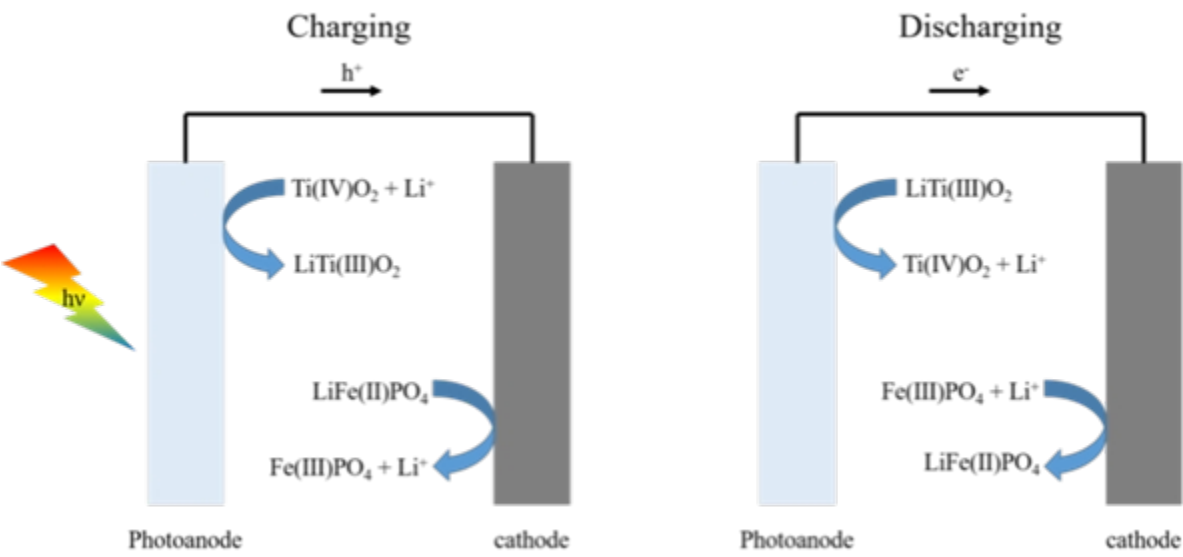 Charging
h⁺
Ti(IV)O₂ + Li⁺
LiTi(III)O₂
hν
LiFe(II)PO₄
Fe(III)PO₄ + Li⁺
Photoanode
cathode
Discharging
e⁻
LiTi(III)O₂
Ti(IV)O₂ + Li⁺
Fe(III)PO₄ + Li⁺
LiFe(II)PO₄
Photoanode
cathode